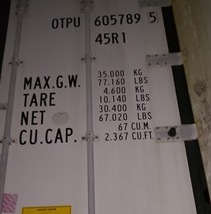 OTPU 605789 5
45R1
MAX.G.W. 35.000 KG
77.160 LBS
TARE 4.600 KG
10.140 LBS
NET 30.400 KG
67.020 LBS
CU.CAP. 67 CU.M.
2.367 CU.FT.